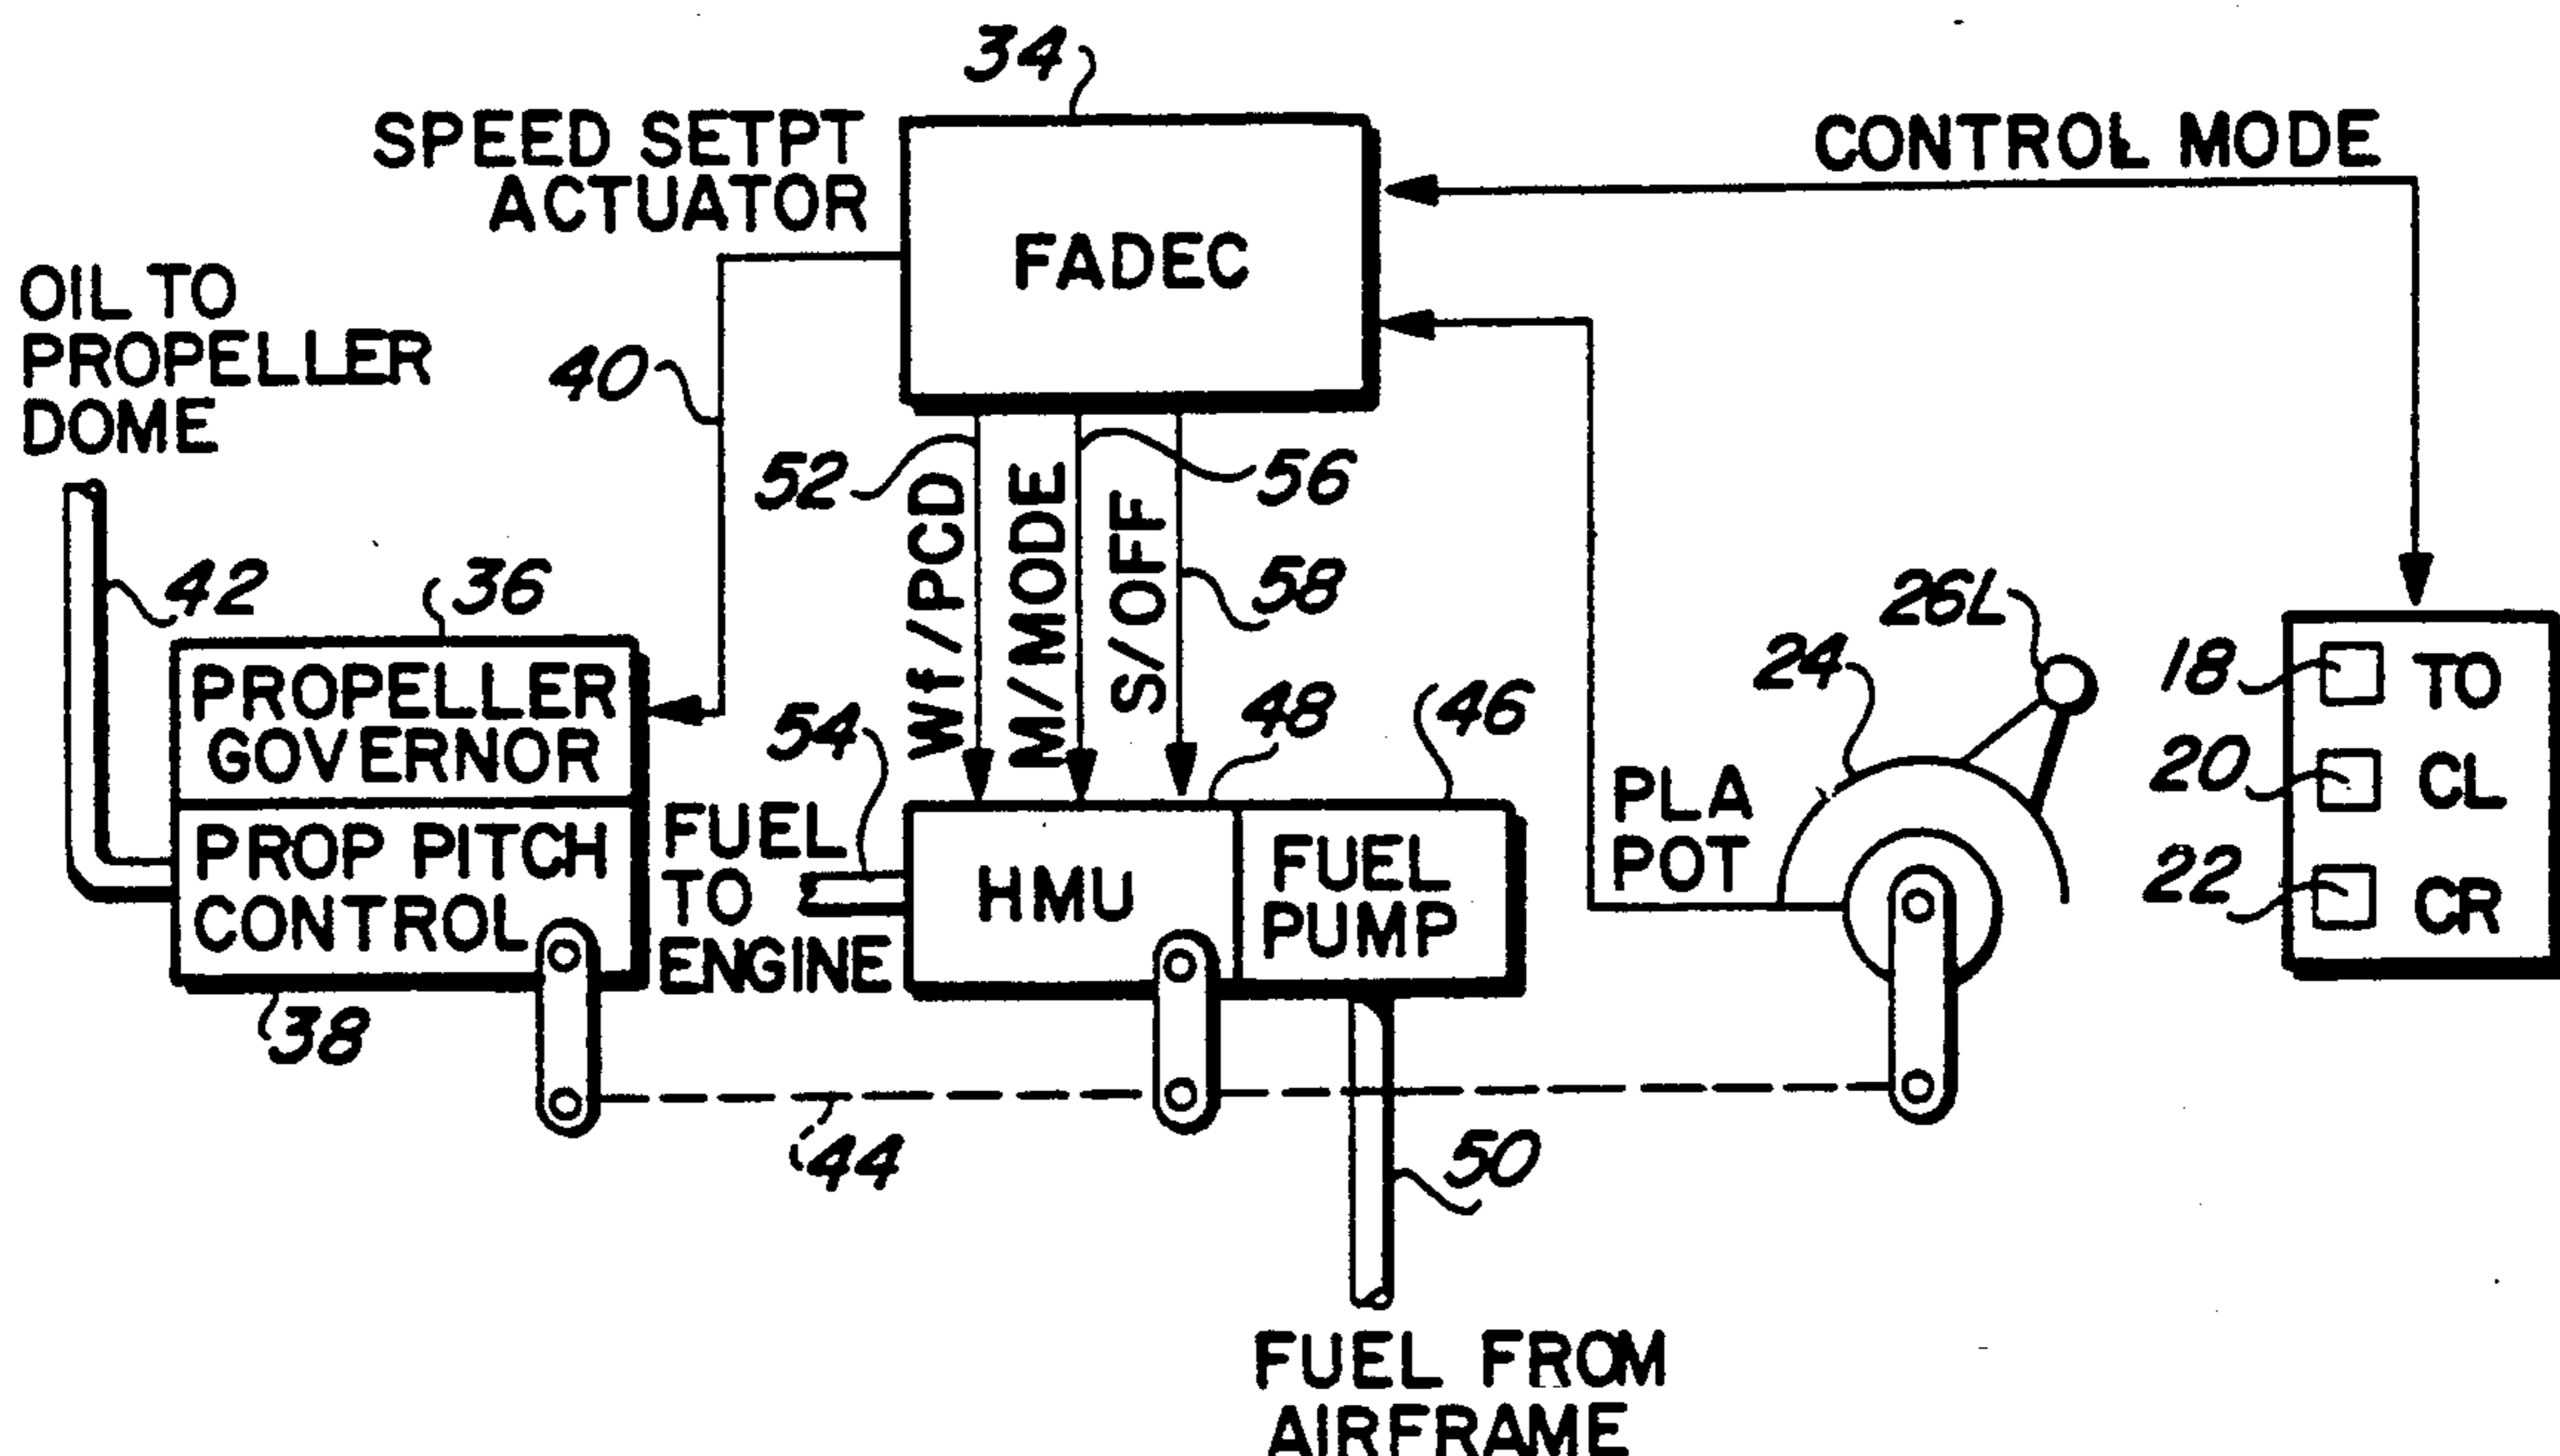 34
SPEED SETPT
ACTUATOR
CONTROL MODE
FADEC
OIL TO
PROPELLER
DOME
40
52
56
Wf/PCD
M/MODE
S/OFF
58
42
36
26L
24
18 TO
20 CL
22 CR
PROPELLER
GOVERNOR
54
48
46
PLA
POT
PROP PITCH
CONTROL
FUEL
TO
ENGINE
HMU
FUEL
PUMP
38
44
50
FUEL FROM
AIRFRAME